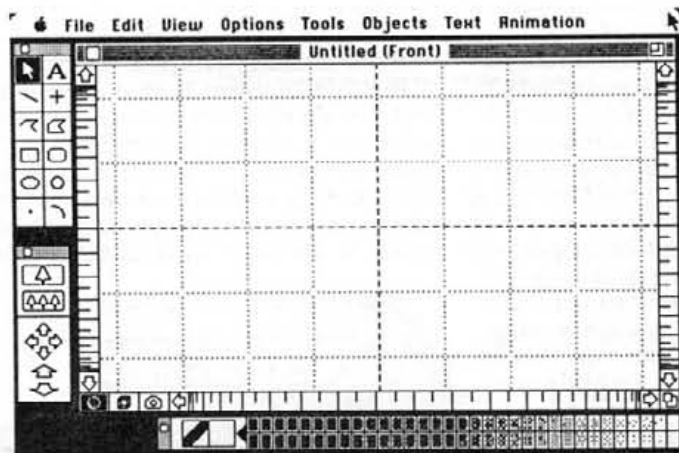 File Edit View Options Tools Objects Text Animation
Untitled (Front)
A